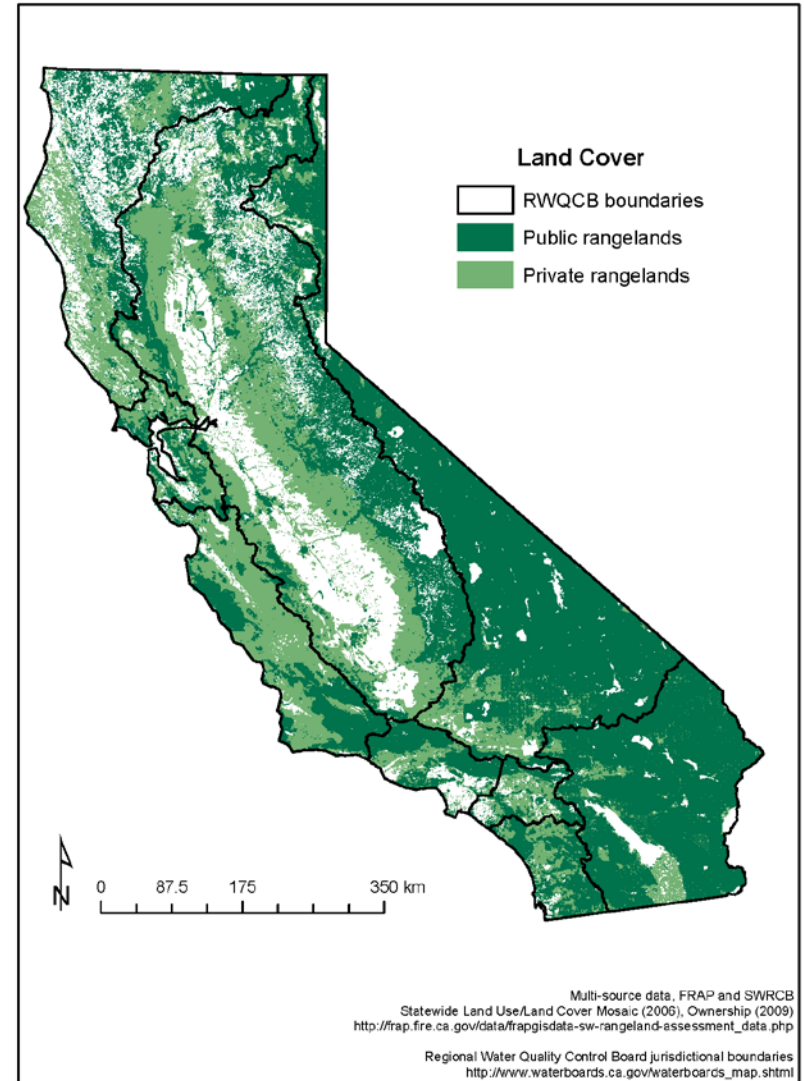 Land Cover
RWQCB boundaries
Public rangelands
Private rangelands
N
0 87.5 175 350 km
Multi-source data, FRAP and SWRCB
Statewide Land Use/Land Cover Mosaic (2006), Ownership (2009)
http://frap.fire.ca.gov/data/frapgisdata-sw-rangeland-assessment_data.php
Regional Water Quality Control Board jurisdictional boundaries
http://www.waterboards.ca.gov/waterboards_map.shtml